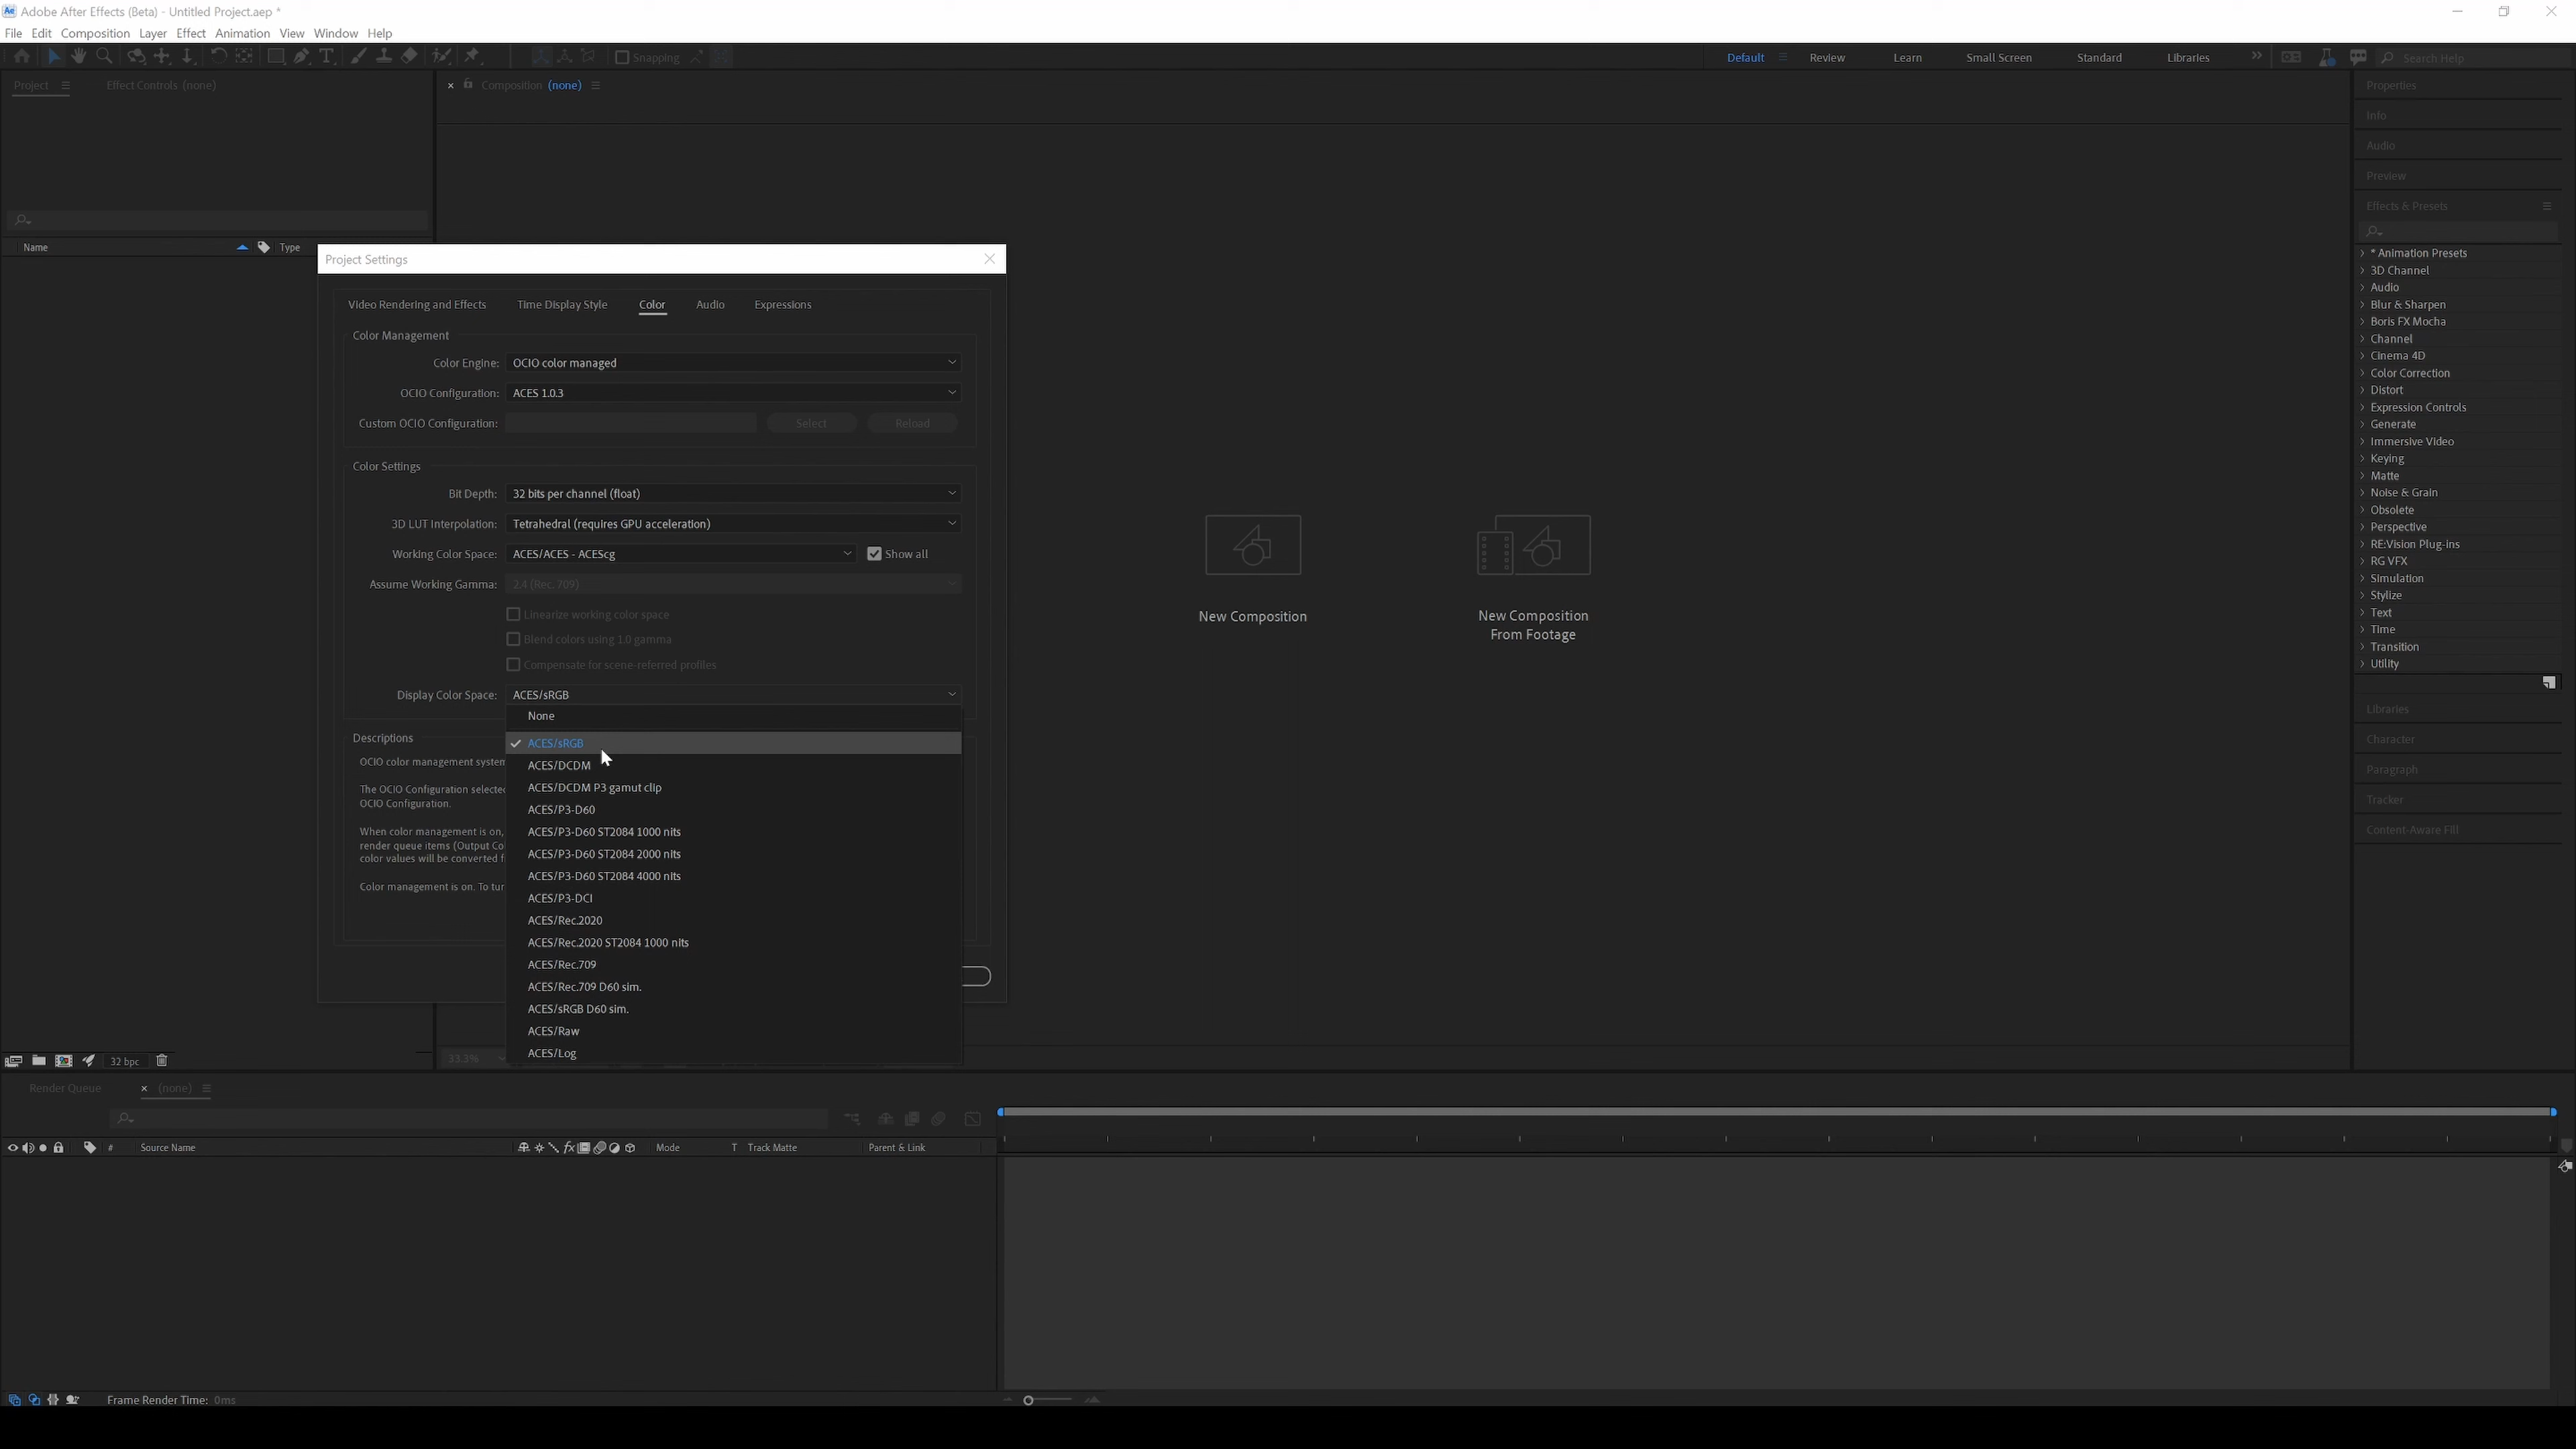 Adobe After Effects (Beta) - Untitled Project.aep *
File Edit Composition Layer Effect Animation View Window Help
Snapping
Default Review Learn Small Screen Standard Libraries Search Help
Project Effect Controls (none)
Composition (none)
Name Type
Project Settings
Video Rendering and Effects Time Display Style Color Audio Expressions
Color Management
Color Engine: OCIO color managed
OCIO Configuration: ACES 1.0.3
Custom OCIO Configuration: Select Reload
Color Settings
Bit Depth: 32 bits per channel (float)
3D LUT Interpolation: Tetrahedral (requires GPU acceleration)
Working Color Space: ACES/ACES - ACEScg Show all
Assume Working Gamma: 2.4 (Rec. 709)
Linearize working color space
Blend colors using 1.0 gamma
Compensate for scene-referred profiles
Display Color Space: ACES/sRGB
None
ACES/sRGB
ACES/DCDM
ACES/DCDM P3 gamut clip
ACES/P3-D60
ACES/P3-D60 ST2084 1000 nits
ACES/P3-D60 ST2084 2000 nits
ACES/P3-D60 ST2084 4000 nits
ACES/P3-DCI
ACES/Rec.2020
ACES/Rec.2020 ST2084 1000 nits
ACES/Rec.709
ACES/Rec.709 D60 sim.
ACES/sRGB D60 sim.
ACES/Raw
ACES/Log
Descriptions
OCIO color management system
The OCIO Configuration selected
OCIO Configuration.
When color management is on,
render queue items (Output Co
color values will be converted f
Color management is on. To tur
New Composition
New Composition
From Footage
Properties
Info
Audio
Preview
Effects & Presets
* Animation Presets
3D Channel
Audio
Blur & Sharpen
Boris FX Mocha
Channel
Cinema 4D
Color Correction
Distort
Expression Controls
Generate
Immersive Video
Keying
Matte
Noise & Grain
Obsolete
Perspective
RE:Vision Plug-ins
RG VFX
Simulation
Stylize
Text
Time
Transition
Utility
Libraries
Character
Paragraph
Tracker
Content-Aware Fill
32 bpc
33.3%
Render Queue (none)
# Source Name Mode T Track Matte Parent & Link
Frame Render Time: 0ms